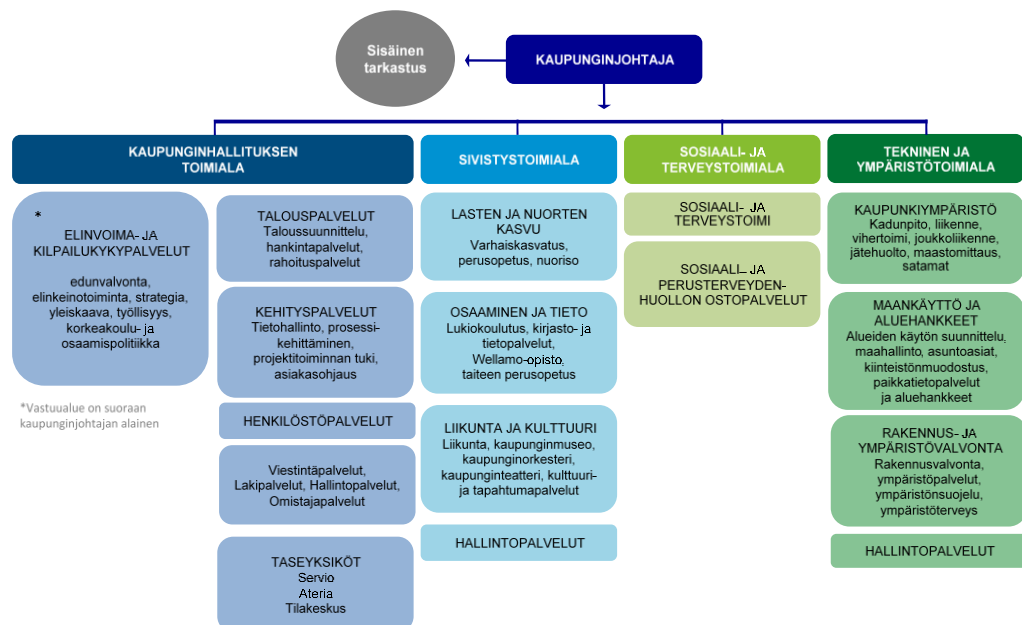 Sisäinen
tarkastus
KAUPUNGINJOHTAJA
KAUPUNGINHALLITUKSEN
TOIMIALA
*
ELINVOIMA- JA
KILPAILUKYKYPALVELUT
edunvalvonta,
elinkeinotoiminta, strategia,
yleiskaava, työllisyys,
korkeakoulu- ja
osaamispolitiikka
*Vastuualue on suoraan
kaupunginjohtajan alainen
TALOUSPALVELUT
Taloussuunnittelu,
hankintapalvelut,
rahoituspalvelut
KEHITYSPALVELUT
Tietohallinto, prosessi-
kehittäminen,
projektitoiminnan tuki,
asiakasohjaus
HENKILÖSTÖPALVELUT
Viestintäpalvelut,
Lakipalvelut, Hallintopalvelut,
Omistajapalvelut
TASEYKSIKÖT
Servio
Ateria
Tilakeskus
SIVISTYSTOIMIALA
LASTEN JA NUORTEN
KASVU
Varhaiskasvatus,
perusopetus, nuoriso
OSAAMINEN JA TIETO
Lukiokoulutus, kirjasto- ja
tietopalvelut,
Wellamo-opisto,
taiteen perusopetus
LIIKUNTA JA KULTTUURI
Liikunta, kaupunginmuseo,
kaupunginorkesteri,
kaupunginteatteri, kulttuuri-
ja tapahtumapalvelut
HALLINTOPALVELUT
SOSIAALI- JA
TERVEYSTOIMIALA
SOSIAALI- JA
TERVEYSTOIMI
SOSIAALI- JA
PERUSTERVEYDEN-
HUOLLON OSTOPALVELUT
TEKNINEN JA
YMPÄRISTÖTOIMIALA
KAUPUNKIYMPÄRISTÖ
Kadunpito, liikenne,
vihertoimi, joukkoliikenne,
jätehuolto, maastomittaus,
satamat
MAANKÄYTTÖ JA
ALUEHANKKEET
Alueiden käytön suunnittelu,
maahallinto, asuntoasiat,
kiinteistönmuodostus,
paikkatietopalvelut
ja aluehankkeet
RAKENNUS- JA
YMPÄRISTÖVALVONTA
Rakennusvalvonta,
ympäristöpalvelut,
ympäristönsuojelu,
ympäristöterveys
HALLINTOPALVELUT